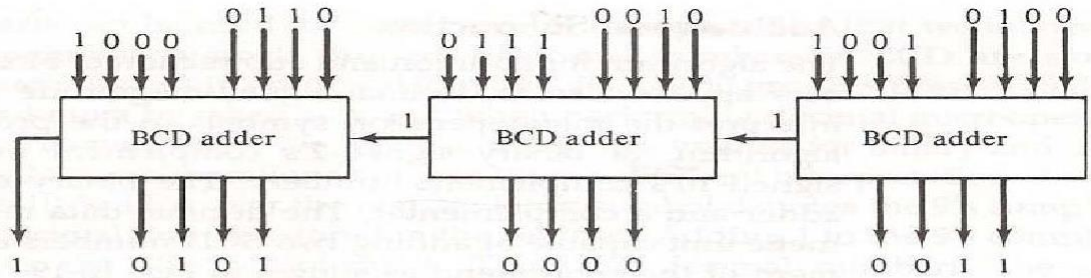 0 1 1 0 0 0 1 0 0 1 0 0
1 0 0 0 0 1 1 1 1 0 0 1
BCD adder 1 BCD adder 1 BCD adder
1 0 1 0 1 0 0 0 0 0 0 1 1